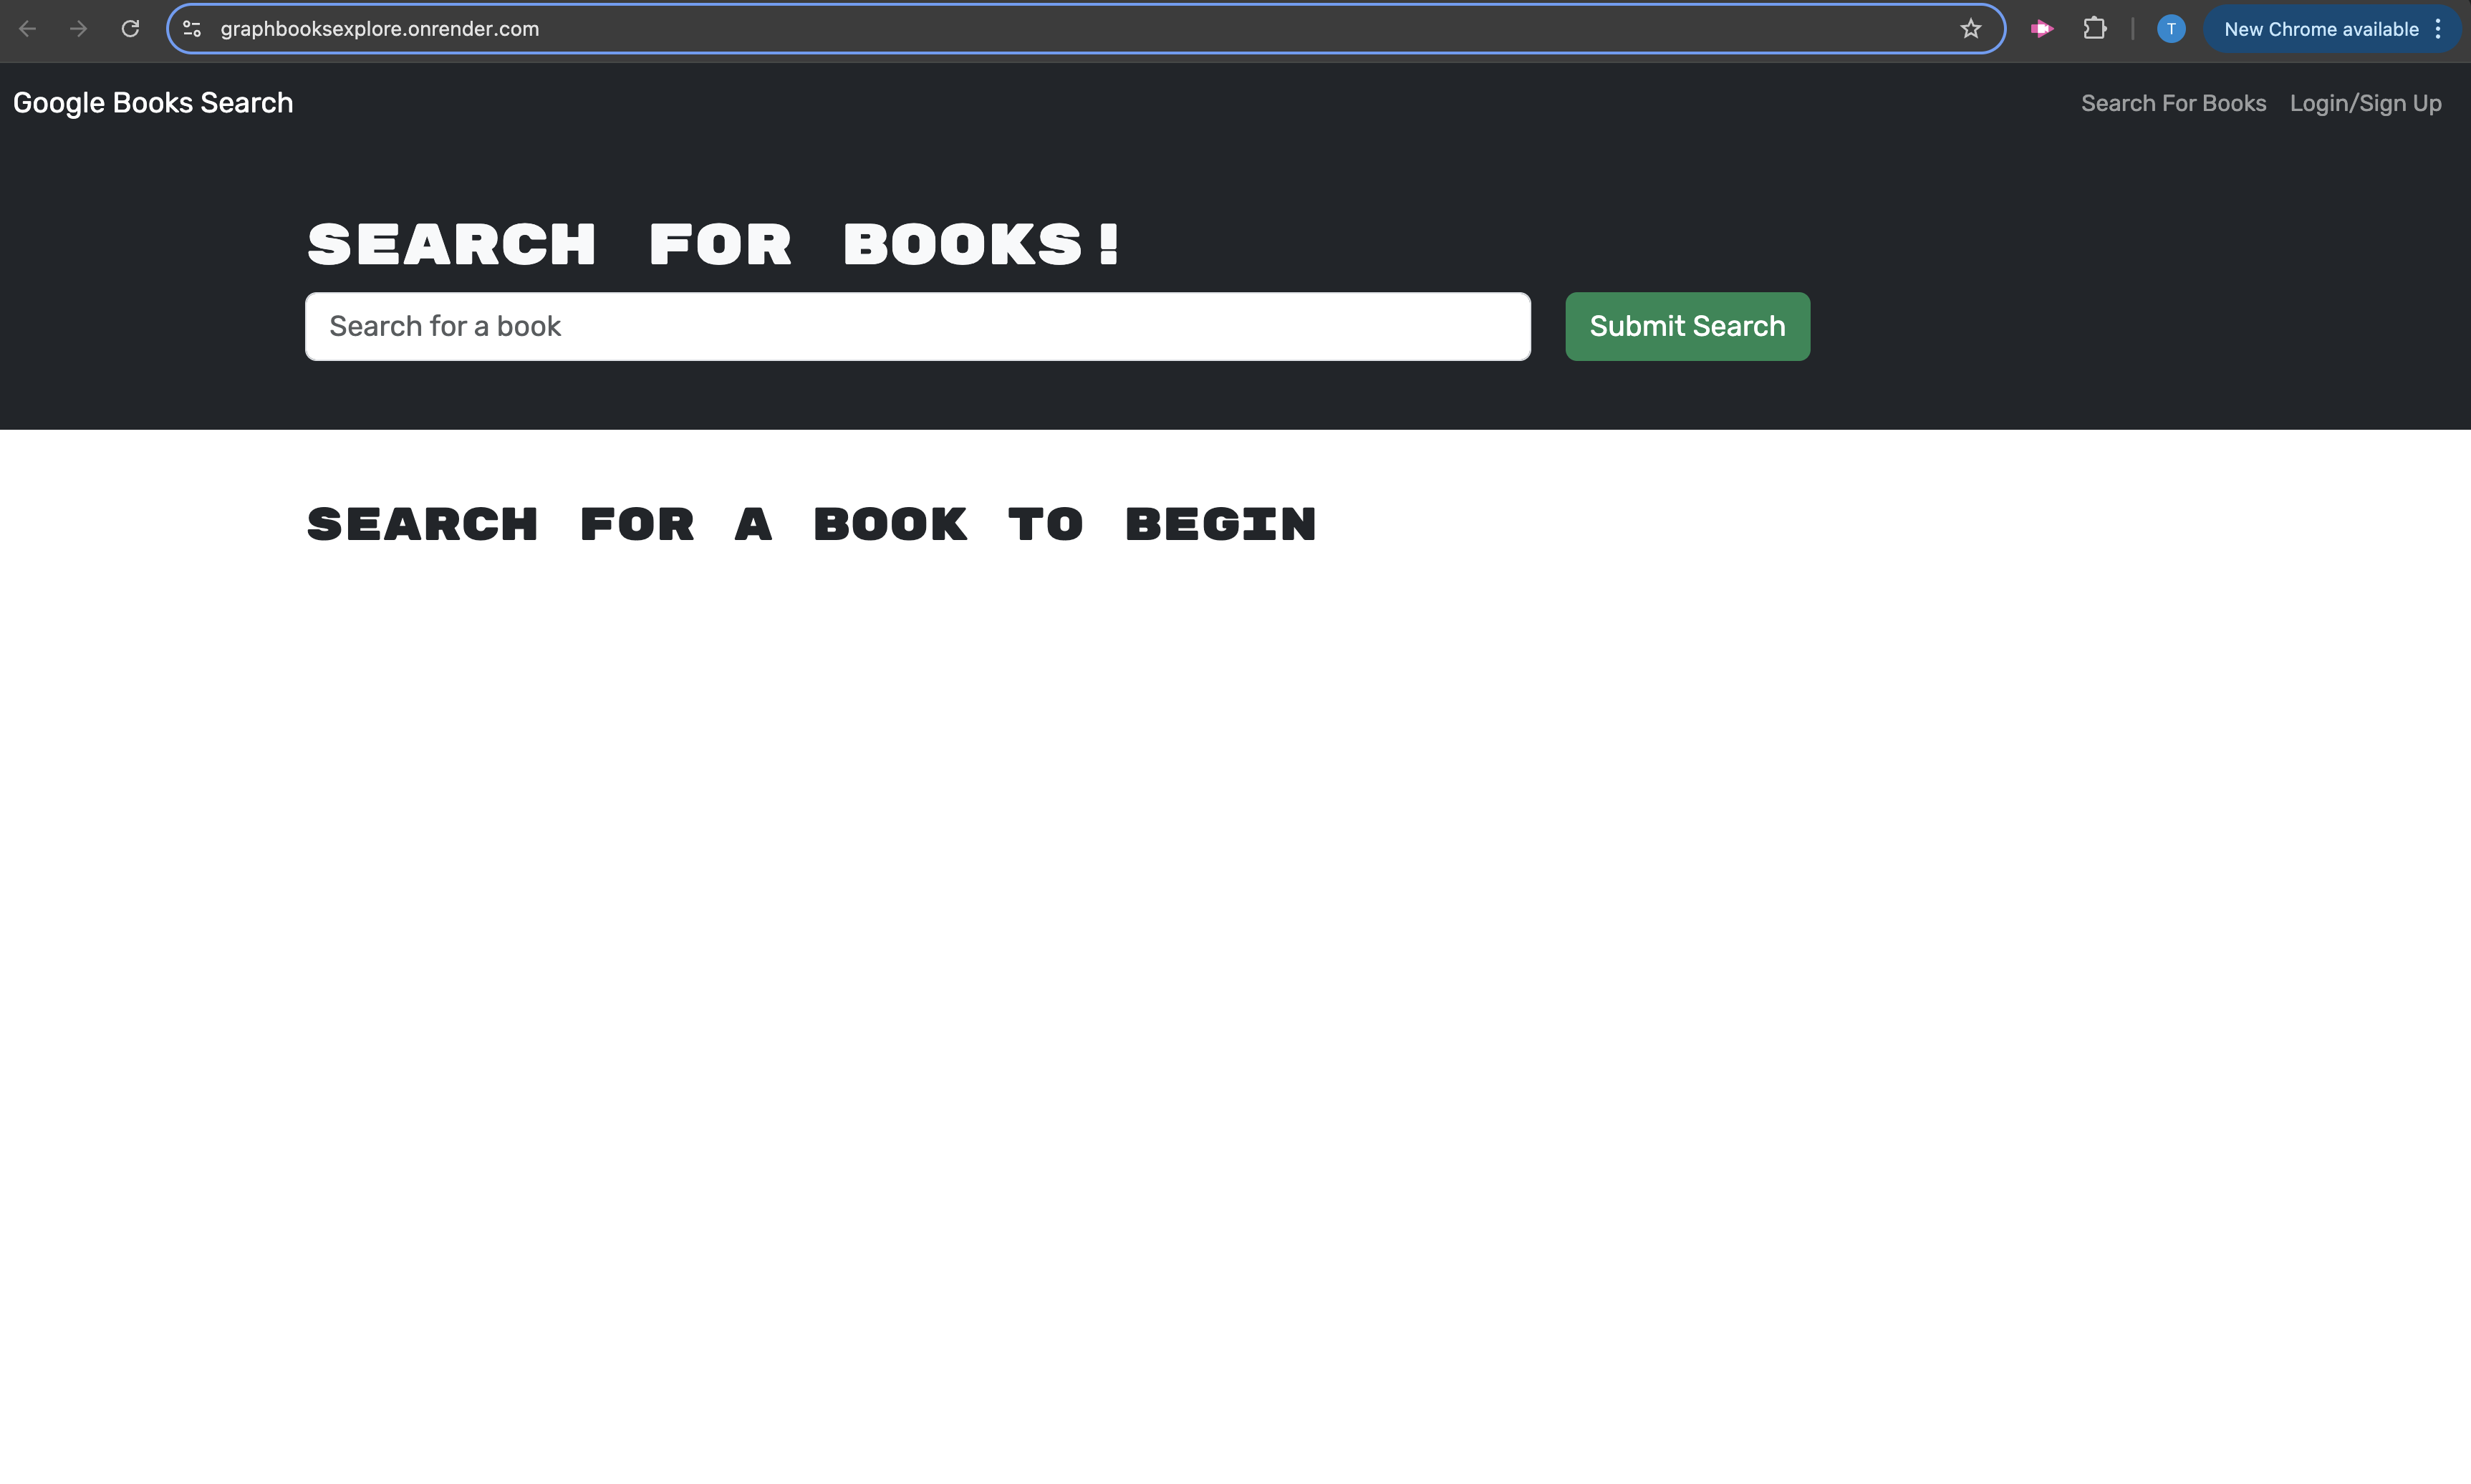 graphbooksexplore.onrender.com
T
New Chrome available
Google Books Search
Search For Books
Login/Sign Up
SEARCH FOR BOOKS!
Search for a book
Submit Search
SEARCH FOR A BOOK TO BEGIN